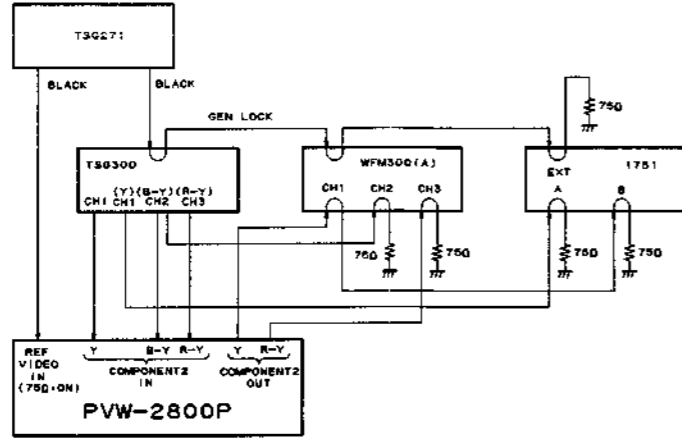 TSG271
BLACK
BLACK
GEN LOCK
75Ω
TSG300
WFM300(A)
1751
EXT
(Y)(B-Y)(R-Y)
CH1 CH1 CH2 CH3
CH1 CH2 CH3
A B
75Ω
75Ω
75Ω
75Ω
REF
VIDEO
IN
(75Ω:ON)
Y B-Y R-Y
COMPONENT2
IN
Y R-Y
COMPONENT2
OUT
PVW-2800P